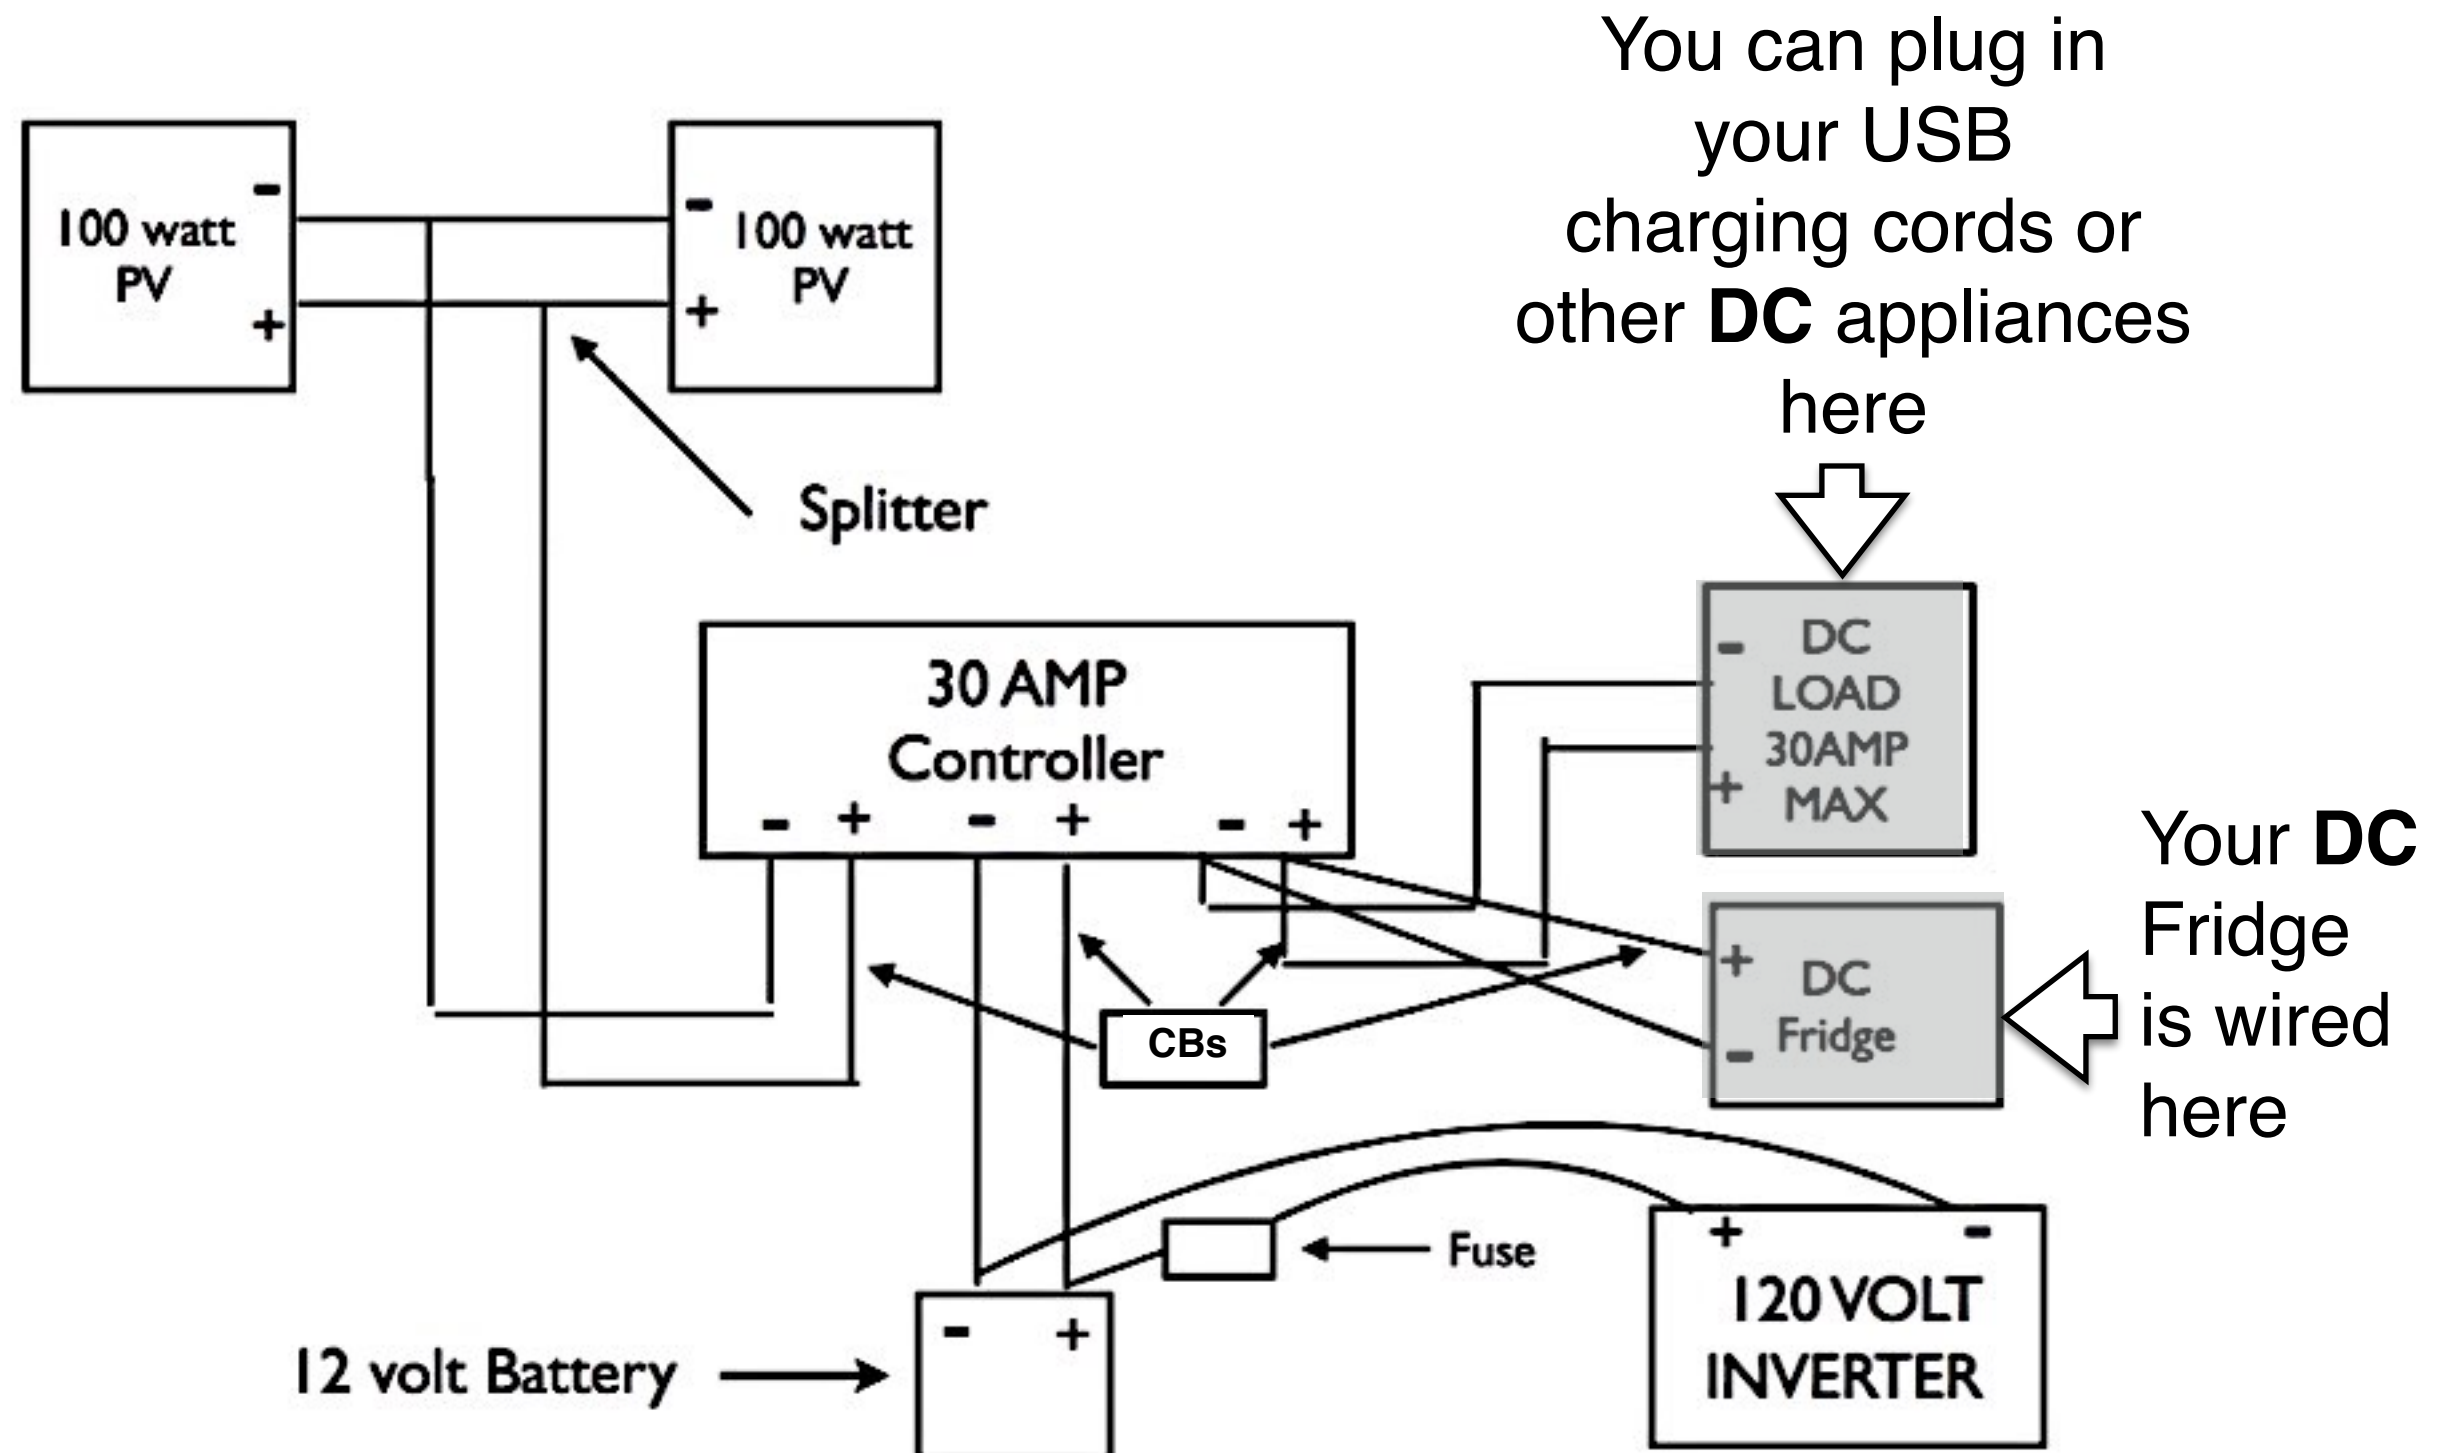 You can plug in
your USB
charging cords or
other DC appliances
here
-
100 watt
PV
+
-
100 watt
PV
+
Splitter
30 AMP
Controller
- + - + - +
- DC
LOAD
30AMP
+ MAX
Your DC
Fridge
is wired
here
+ DC
- Fridge
CBs
Fuse
+ -
120 VOLT
INVERTER
- +
12 volt Battery